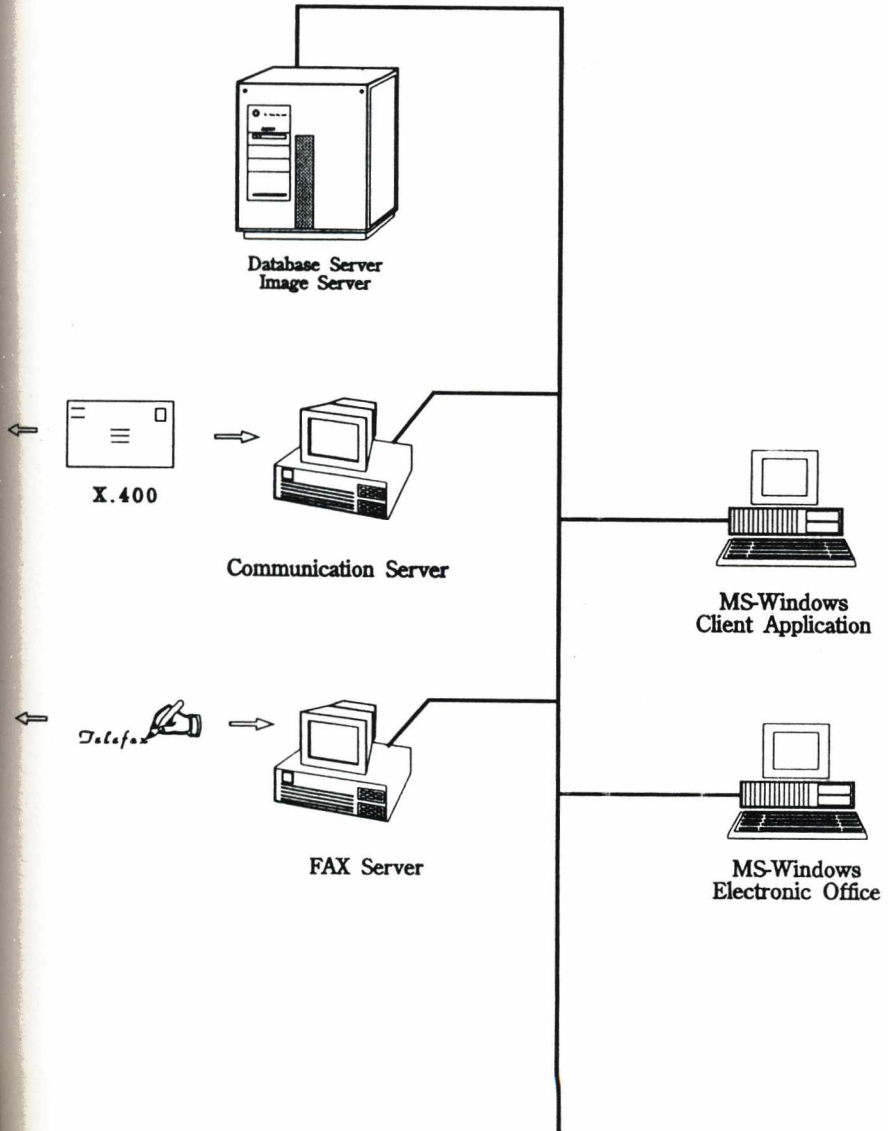 Database Server
Image Server
X.400
Communication Server
MS-Windows
Client Application
Telefax
FAX Server
MS-Windows
Electronic Office